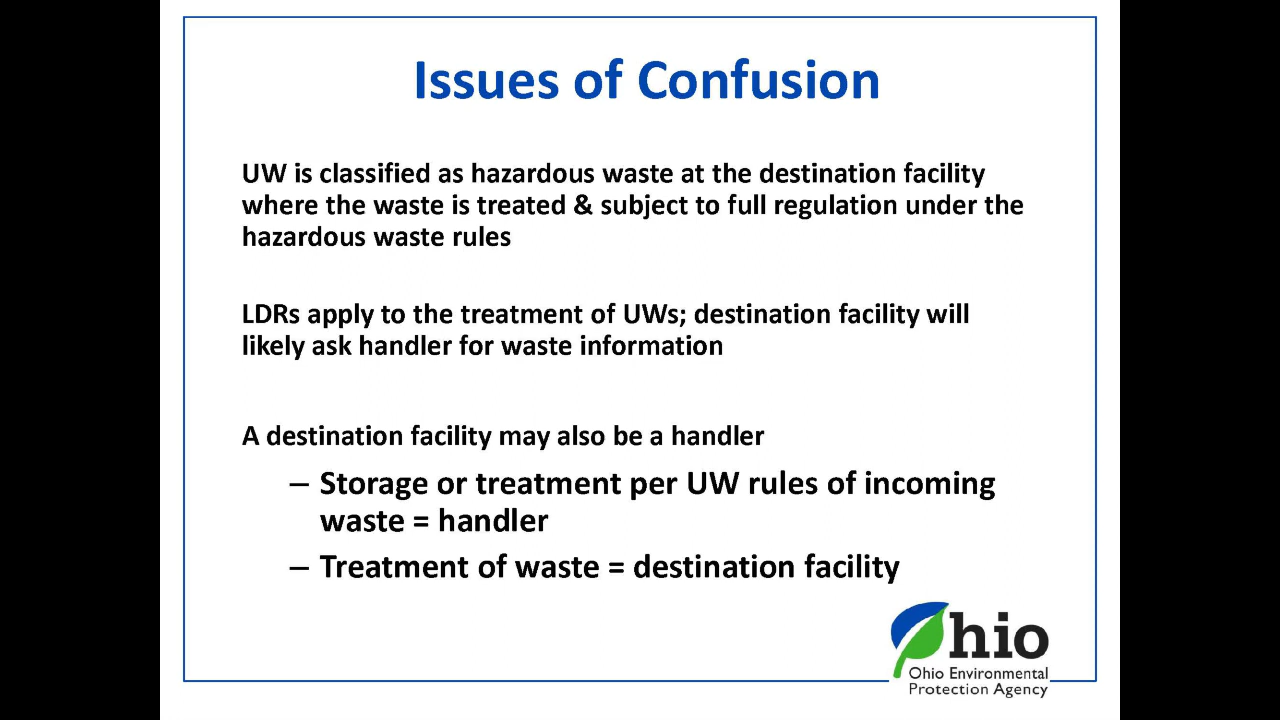 Issues of Confusion
UW is classified as hazardous waste at the destination facility
where the waste is treated & subject to full regulation under the
hazardous waste rules
LDRs apply to the treatment of UWs; destination facility will
likely ask handler for waste information
A destination facility may also be a handler
– Storage or treatment per UW rules of incoming
waste = handler
– Treatment of waste = destination facility
Ohio
Ohio Environmental
Protection Agency